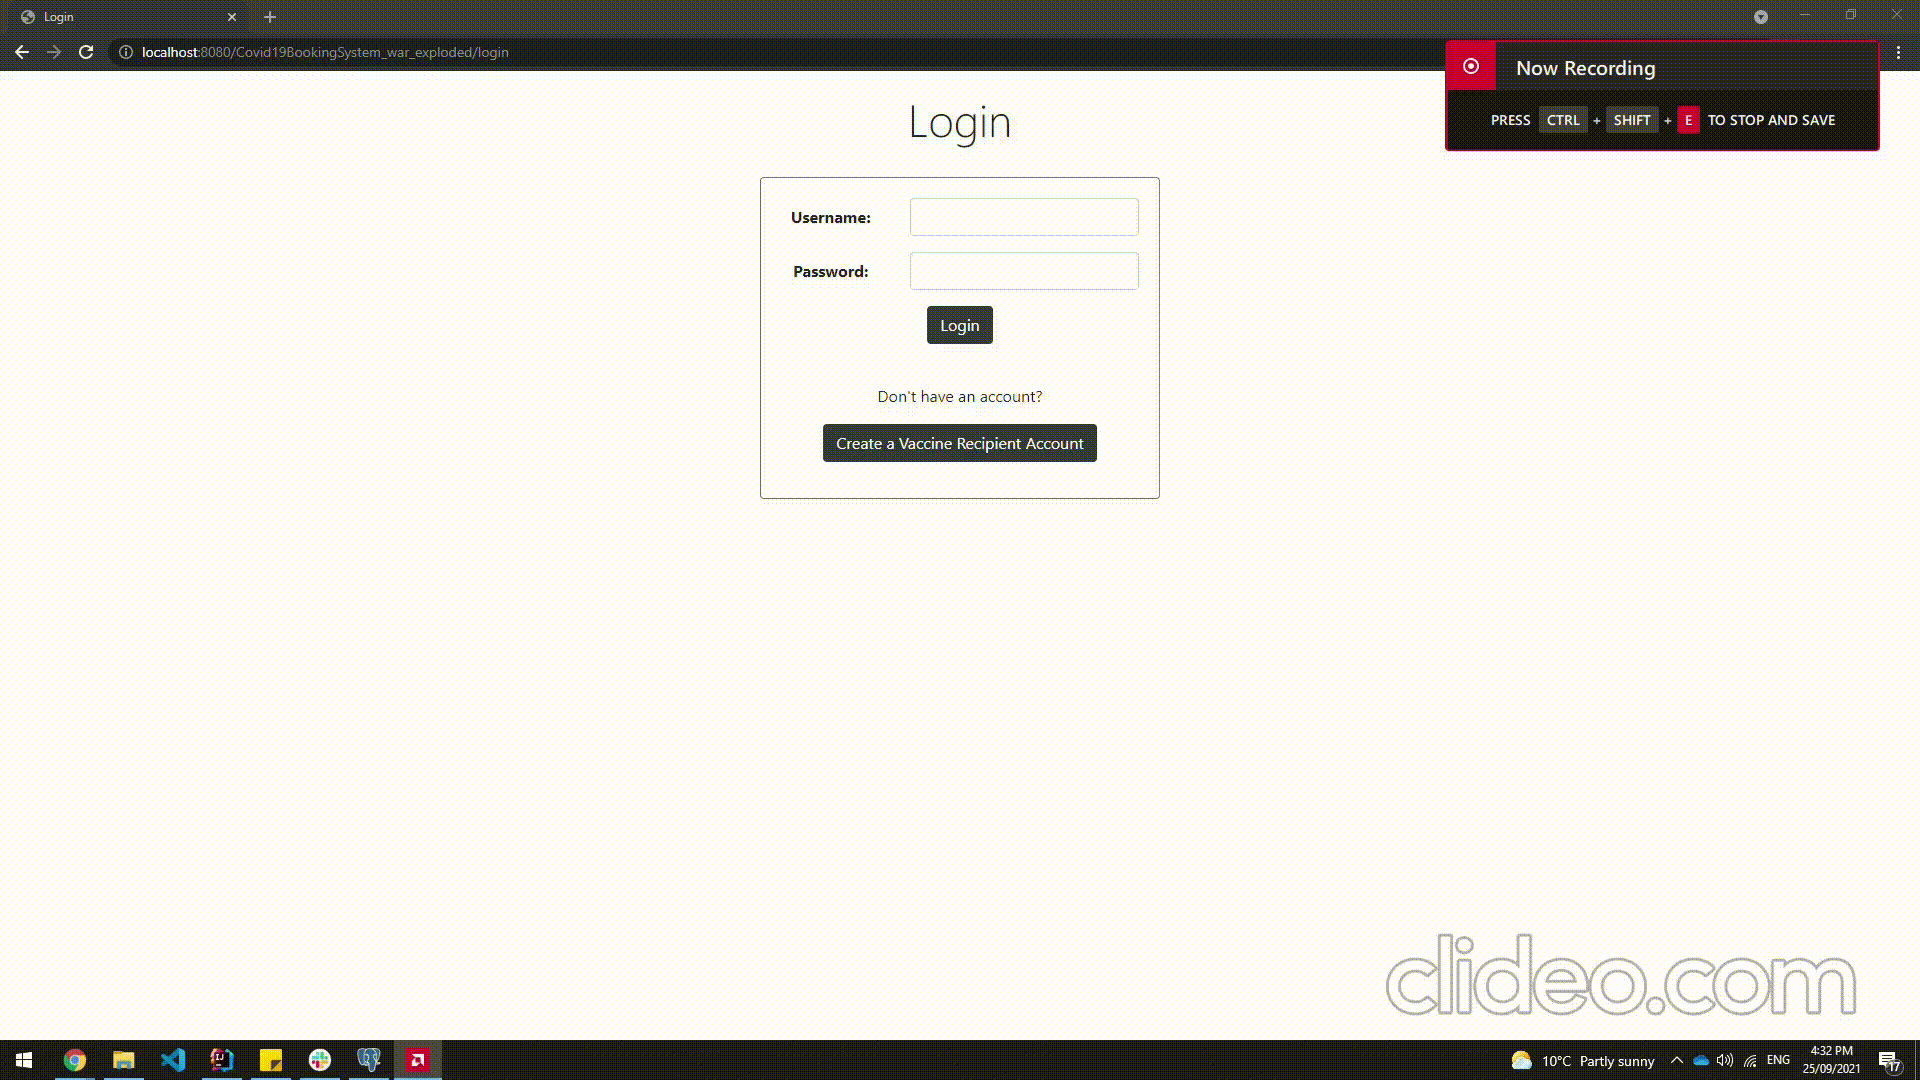 Login
localhost:8080/Covid19BookingSystem_war_exploded/login
Now Recording
PRESS CTRL + SHIFT + E TO STOP AND SAVE
Login
Username:
Password:
Login
Don't have an account?
Create a Vaccine Recipient Account
clideo.com
10°C Partly sunny
ENG
4:32 PM
25/09/2021
17